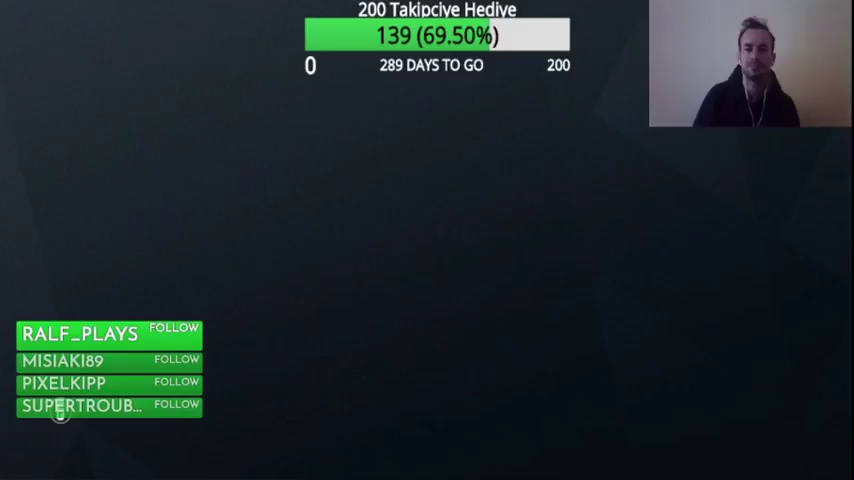 200 Takipçiye Hediye
139 (69.50%)
0 289 DAYS TO GO 200
RALF_PLAYS FOLLOW
MISIAKI89 FOLLOW
PIXELKIPP FOLLOW
SUPERTROUB... FOLLOW